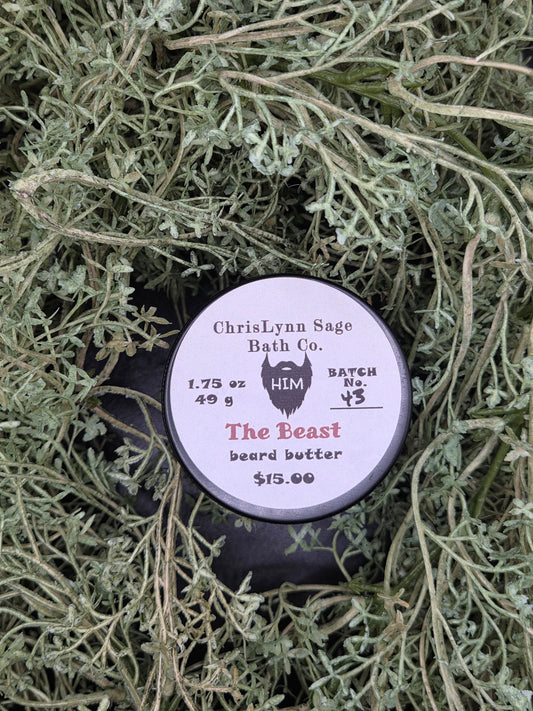 ChrisLynn Sage
Bath Co.
HIM
1.75 oz
49 g
BATCH
No.
43
The Beast
beard butter
$15.00